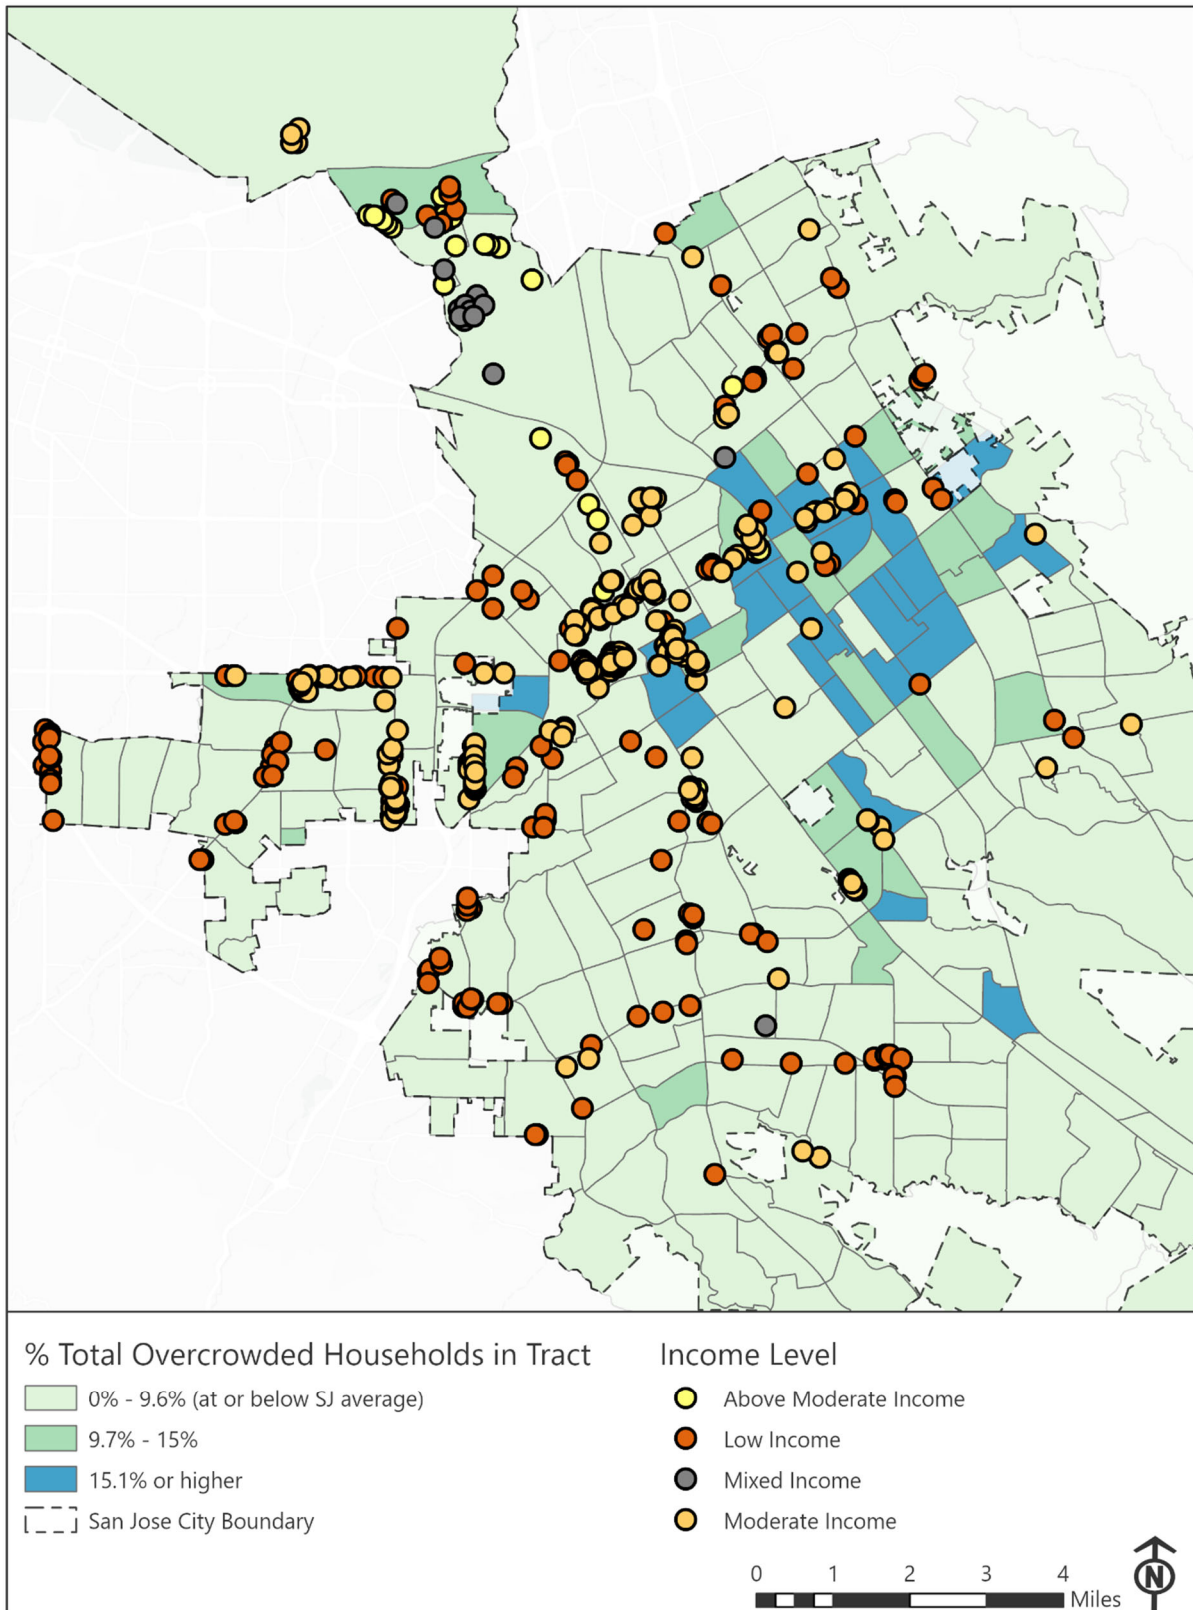 % Total Overcrowded Households in Tract
0% - 9.6% (at or below SJ average)
9.7% - 15%
15.1% or higher
San Jose City Boundary
Income Level
Above Moderate Income
Low Income
Mixed Income
Moderate Income
0 1 2 3 4
Miles
N